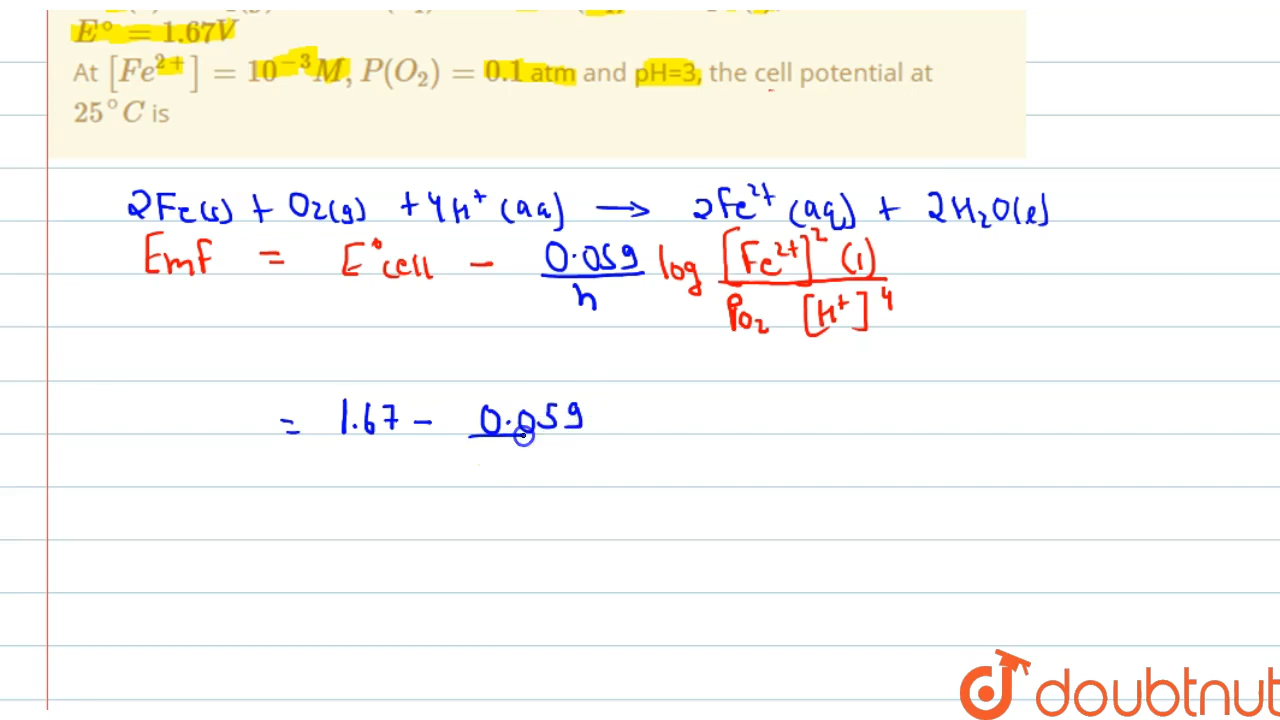 E° = 1.67V
At [Fe²⁺] = 10⁻³M, P(O₂) = 0.1 atm and pH=3, the cell potential at
25°C is
2Fe(s) + O₂(g) + 4H⁺(aq) → 2Fe²⁺(aq) + 2H₂O(l)
Emf = E°cell - 0.059/n log [Fe²⁺]²(1)/Po₂ [H⁺]⁴
= 1.67 - 0.059
doubtnut